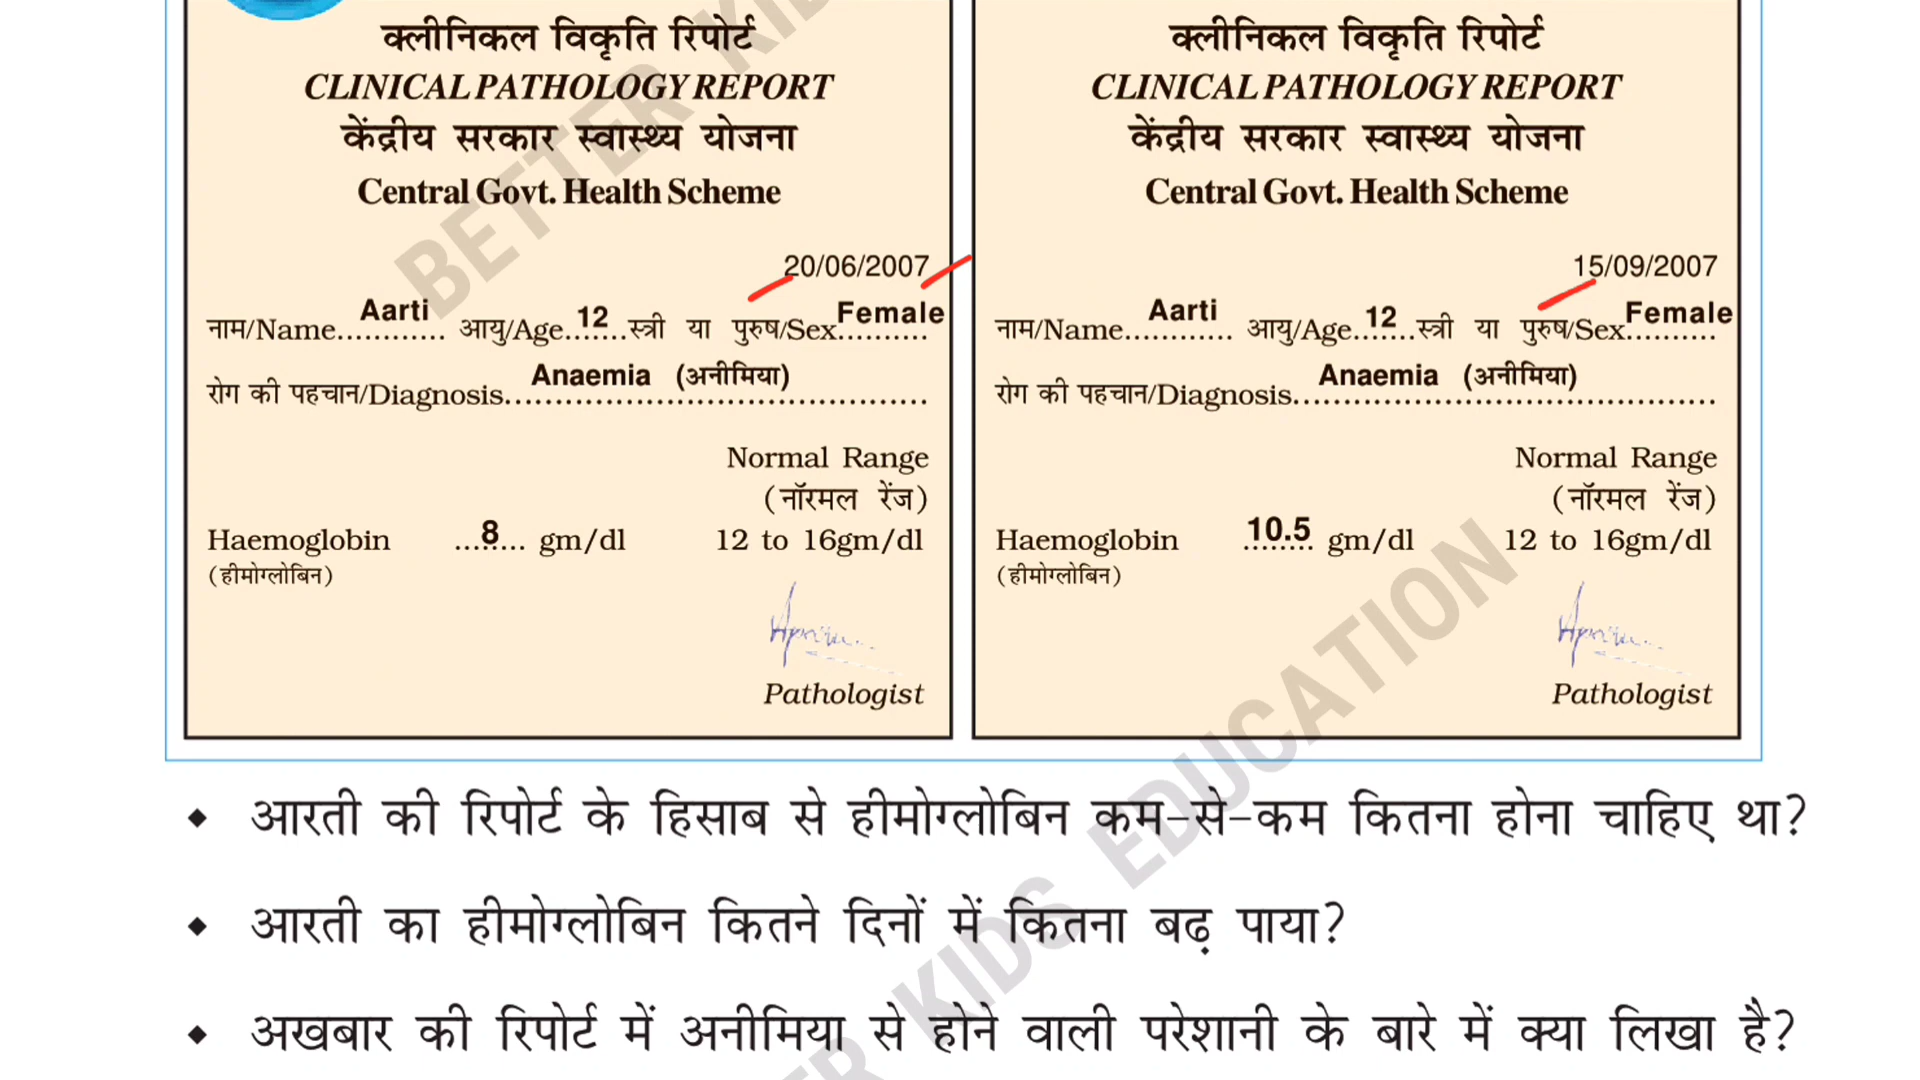 क्लीनिकल विकृति रिपोर्ट
CLINICAL PATHOLOGY REPORT
केंद्रीय सरकार स्वास्थ्य योजना
Central Govt. Health Scheme
20/06/2007
नाम/Name............ Aarti आयु/Age....... 12 स्त्री या पुरुष/Sex.......... Female
रोग की पहचान/Diagnosis.......................................... Anaemia (अनीमिया)
Normal Range
(नॉरमल रेंज)
Haemoglobin ...8... gm/dl 12 to 16gm/dl
(हीमोग्लोबिन)
Pathologist
क्लीनिकल विकृति रिपोर्ट
CLINICAL PATHOLOGY REPORT
केंद्रीय सरकार स्वास्थ्य योजना
Central Govt. Health Scheme
15/09/2007
नाम/Name............ Aarti आयु/Age....... 12 स्त्री या पुरुष/Sex.......... Female
रोग की पहचान/Diagnosis.......................................... Anaemia (अनीमिया)
Normal Range
(नॉरमल रेंज)
Haemoglobin 10.5 gm/dl 12 to 16gm/dl
(हीमोग्लोबिन)
Pathologist
◆ आरती की रिपोर्ट के हिसाब से हीमोग्लोबिन कम-से-कम कितना होना चाहिए था?
◆ आरती का हीमोग्लोबिन कितने दिनों में कितना बढ़ पाया?
◆ अखबार की रिपोर्ट में अनीमिया से होने वाली परेशानी के बारे में क्या लिखा है?
BETTER KIDS EDUCATION